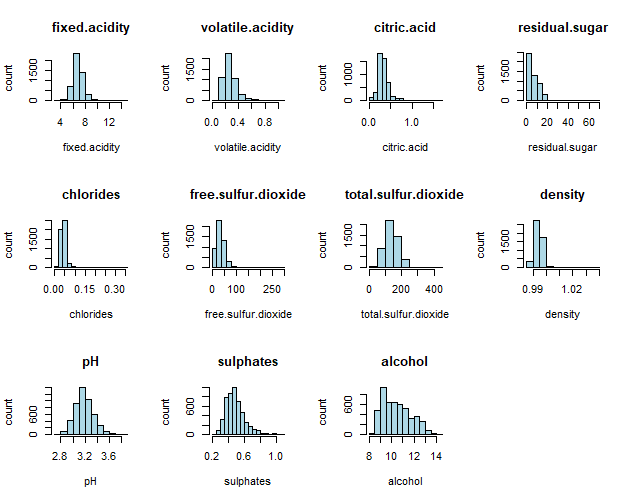 fixed.acidity
volatile.acidity
citric.acid
residual.sugar
count
0 1500
4 6 8 12
fixed.acidity
count
0 1500
0.0 0.4 0.8
volatile.acidity
count
0 1000
0.0 1.0
citric.acid
count
0 1500
0 20 40 60
residual.sugar
chlorides
free.sulfur.dioxide
total.sulfur.dioxide
density
count
0 1500
0.00 0.15 0.30
chlorides
count
0 1500
0 100 250
free.sulfur.dioxide
count
0 1500
0 200 400
total.sulfur.dioxide
count
0 1500
0.99 1.02
density
pH
sulphates
alcohol
count
0 600
2.8 3.2 3.6
pH
count
0 600
0.2 0.6 1.0
sulphates
count
0 600
8 10 12 14
alcohol